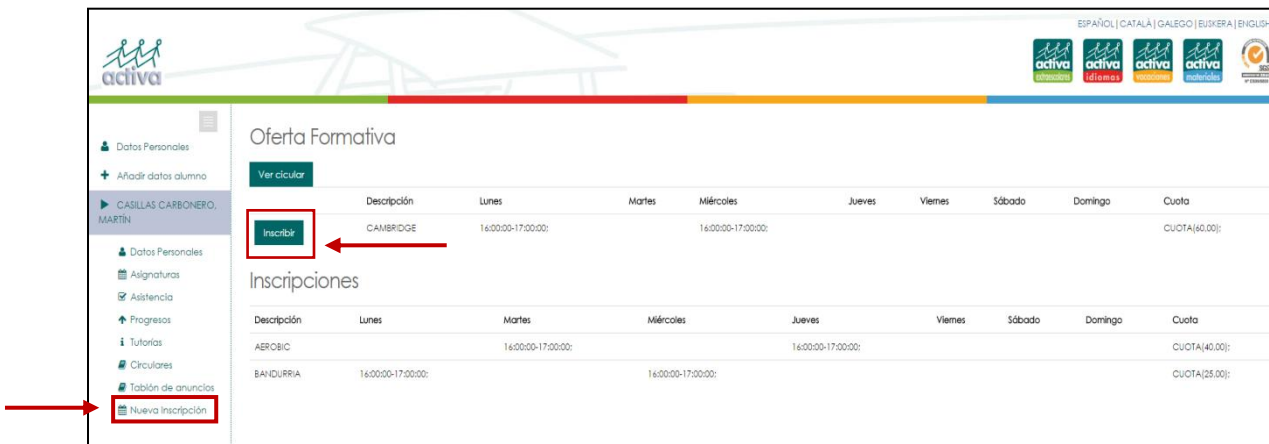 ESPAÑOL | CATALÀ | GALEGO | EUSKERA | ENGLISH
activa
activa extraescolares
activa idiomas
activa vacaciones
activa materiales
SGS
Datos Personales
Añadir datos alumno
CASILLAS CARBONERO, MARTÍN
Datos Personales
Asignaturas
Asistencia
Progresos
Tutorías
Circulares
Tablón de anuncios
Nueva inscripción
Oferta Formativa
Ver cicular
Descripción Lunes Martes Miércoles Jueves Viernes Sábado Domingo Cuota
Inscribir CAMBRIDGE 16:00:00-17:00:00; 16:00:00-17:00:00; CUOTA(60.00);
Inscripciones
Descripción Lunes Martes Miércoles Jueves Viernes Sábado Domingo Cuota
AEROBIC 16:00:00-17:00:00; 16:00:00-17:00:00; CUOTA(40.00);
BANDURRIA 16:00:00-17:00:00; 16:00:00-17:00:00; CUOTA(25.00);